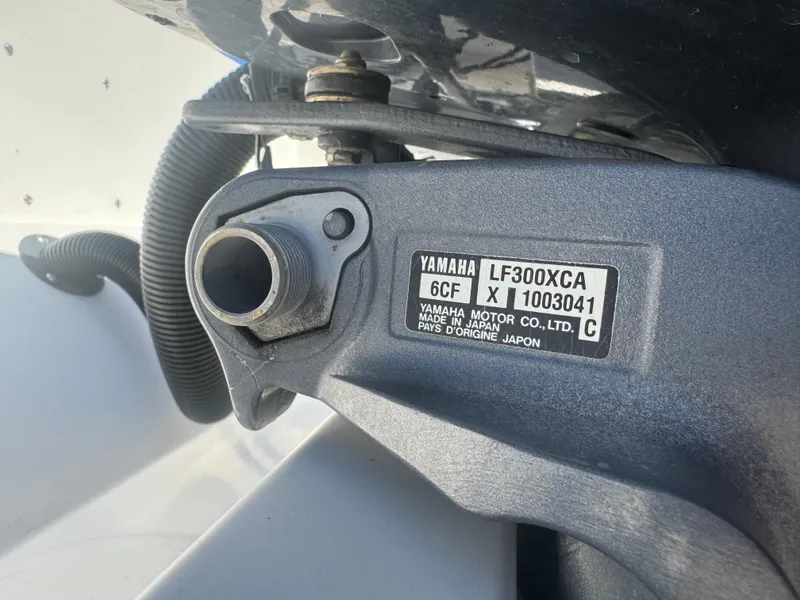 YAMAHA LF300XCA
6CF X 1003041
YAMAHA MOTOR CO., LTD. C
MADE IN JAPAN
PAYS D'ORIGINE JAPON